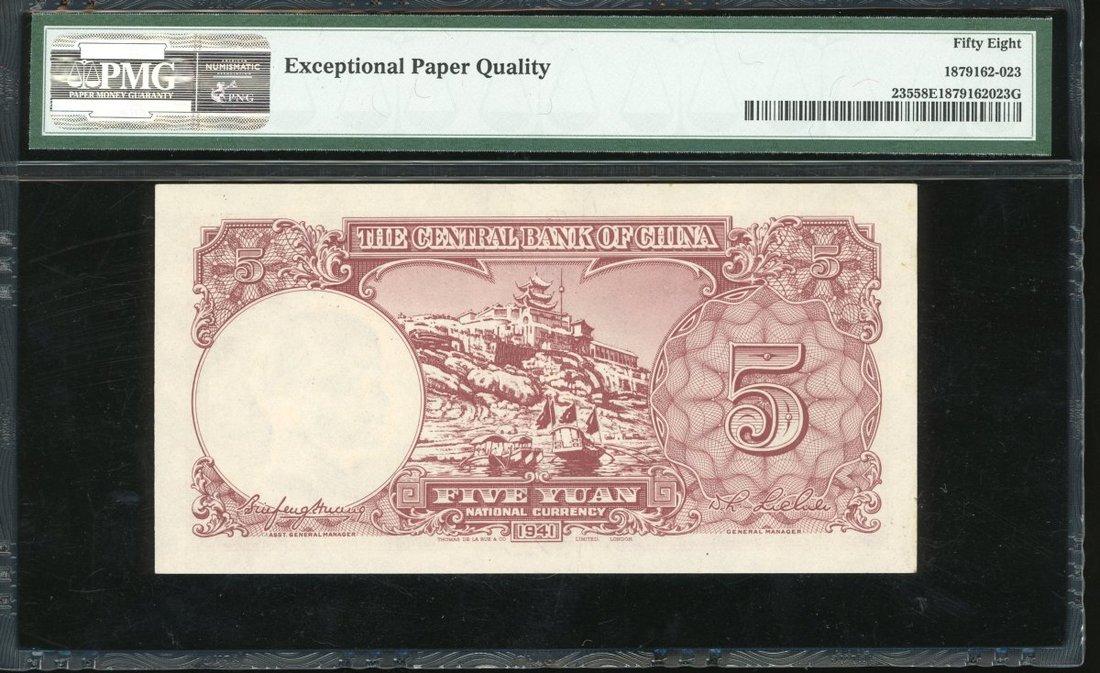 PMG
PAPER MONEY GUARANTY
NUMISMATIC
PNG
Exceptional Paper Quality
Fifty Eight
1879162-023
23558E1879162023G
THE CENTRAL BANK OF CHINA
5
5
5
FIVE YUAN
NATIONAL CURRENCY
1941
ASST. GENERAL MANAGER
GENERAL MANAGER
THOMAS DE LA RUE & CO LIMITED. LONDON.